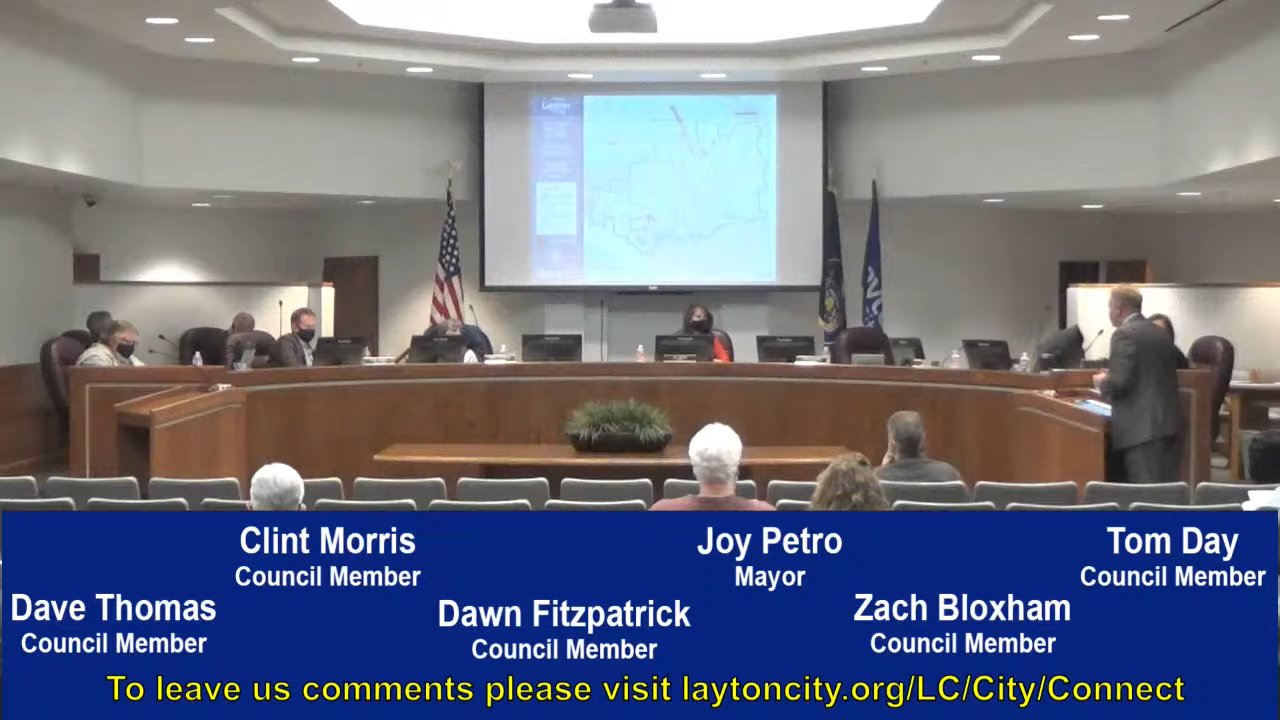 Layton
Clint Morris
Council Member
Joy Petro
Mayor
Tom Day
Council Member
Dave Thomas
Council Member
Dawn Fitzpatrick
Council Member
Zach Bloxham
Council Member
To leave us comments please visit laytoncity.org/LC/City/Connect